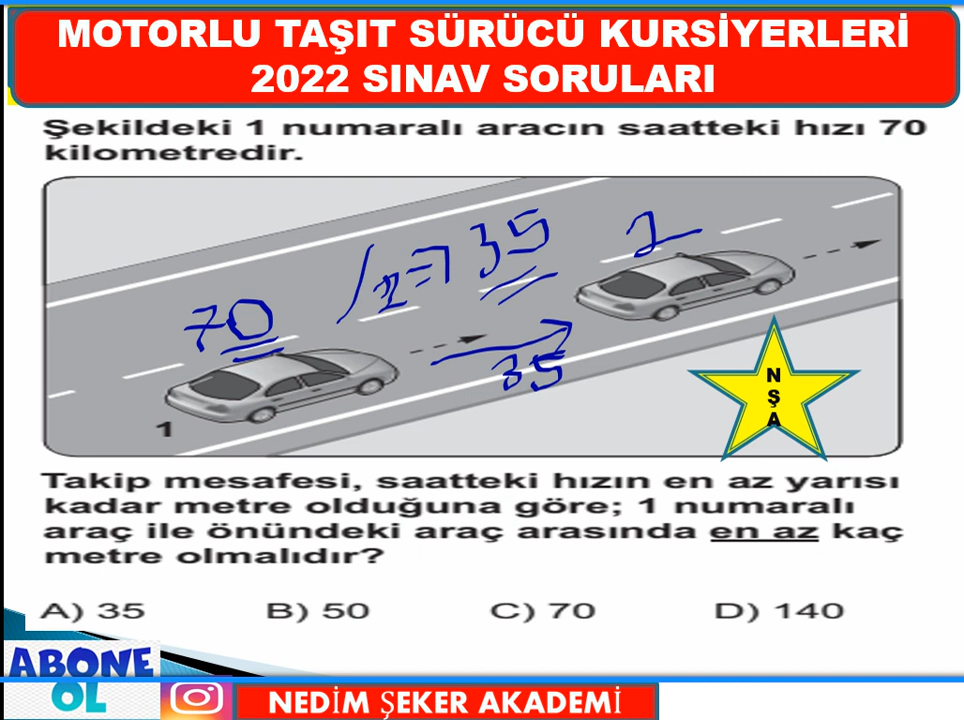 MOTORLU TAŞIT SÜRÜCÜ KURSİYERLERİ
2022 SINAV SORULARI
Şekildeki 1 numaralı aracın saatteki hızı 70
kilometredir.
70 /2=7 35
2
35
1
N
Ş
A
Takip mesafesi, saatteki hızın en az yarısı
kadar metre olduğuna göre; 1 numaralı
araç ile önündeki araç arasında en az kaç
metre olmalıdır?
A) 35 B) 50 C) 70 D) 140
ABONE
OL
NEDİM ŞEKER AKADEMİ